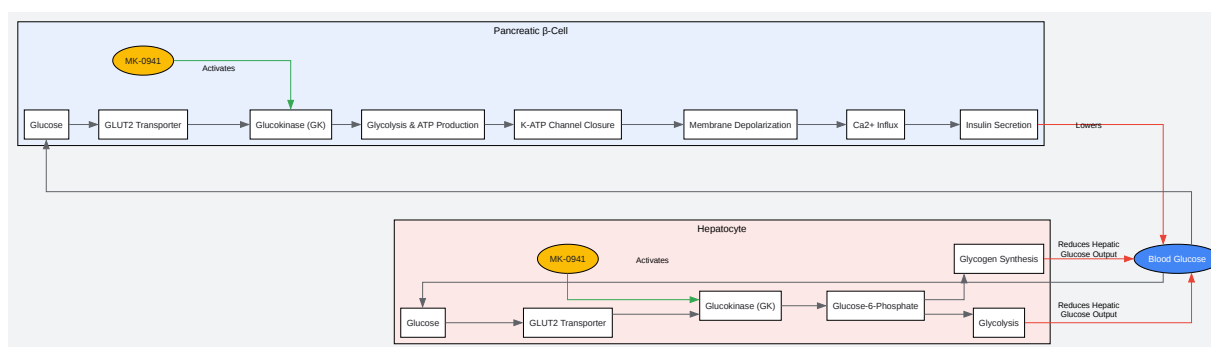 Pancreatic β-Cell
MK-0941
Activates
Glucose
GLUT2 Transporter
Glucokinase (GK)
Glycolysis & ATP Production
K-ATP Channel Closure
Membrane Depolarization
Ca2+ Influx
Insulin Secretion
Lowers
Hepatocyte
MK-0941
Activates
Glycogen Synthesis
Reduces Hepatic
Glucose Output
Blood Glucose
Glucose
GLUT2 Transporter
Glucokinase (GK)
Glucose-6-Phosphate
Glycolysis
Reduces Hepatic
Glucose Output